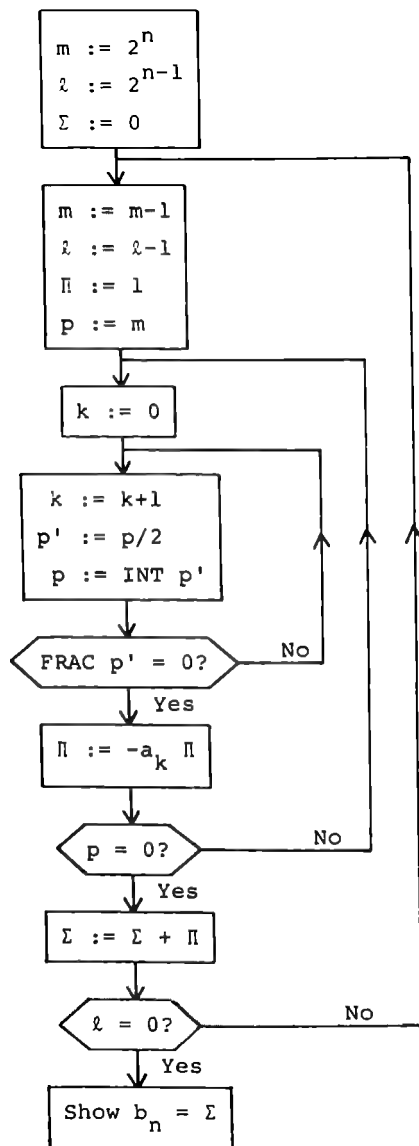 m := 2^n
ℓ := 2^{n-1}
Σ := 0
m := m-1
ℓ := ℓ-1
Π := 1
p := m
k := 0
k := k+1
p' := p/2
p := INT p'
FRAC p' = 0?
No
Yes
Π := -a_k Π
p = 0?
No
Yes
Σ := Σ + Π
ℓ = 0?
No
Yes
Show b_n = Σ